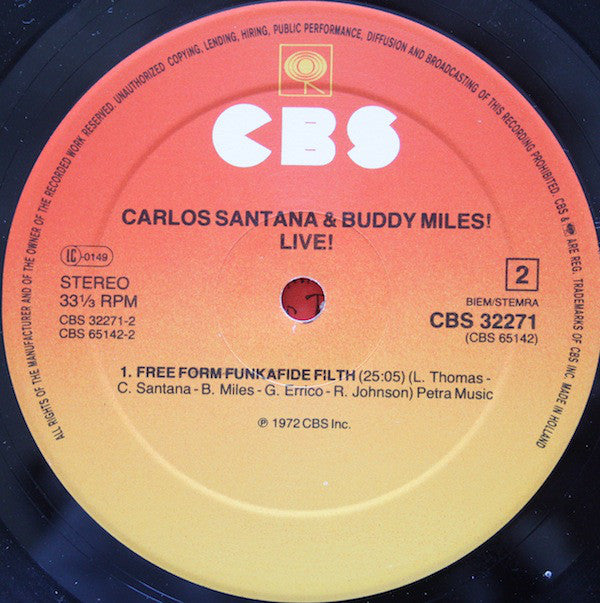 ALL RIGHTS OF THE MANUFACTURER AND OF THE OWNER OF THE RECORDED WORK RESERVED. UNAUTHORIZED COPYING, LENDING, HIRING, PUBLIC PERFORMANCE, DIFFUSION AND BROADCASTING OF THIS RECORDING PROHIBITED. CBS & ARE REG. TRADEMARKS OF CBS INC MADE IN HOLLAND
CBS
CARLOS SANTANA & BUDDY MILES!
LIVE!
LC-0149
STEREO
33⅓ RPM
CBS 32271-2
CBS 65142-2
2
BIEM/STEMRA
CBS 32271
(CBS 65142)
1. FREE FORM FUNKAFIDE FILTH (25:05) (L. Thomas -
C. Santana - B. Miles - G. Errico - R. Johnson) Petra Music
℗ 1972 CBS Inc.